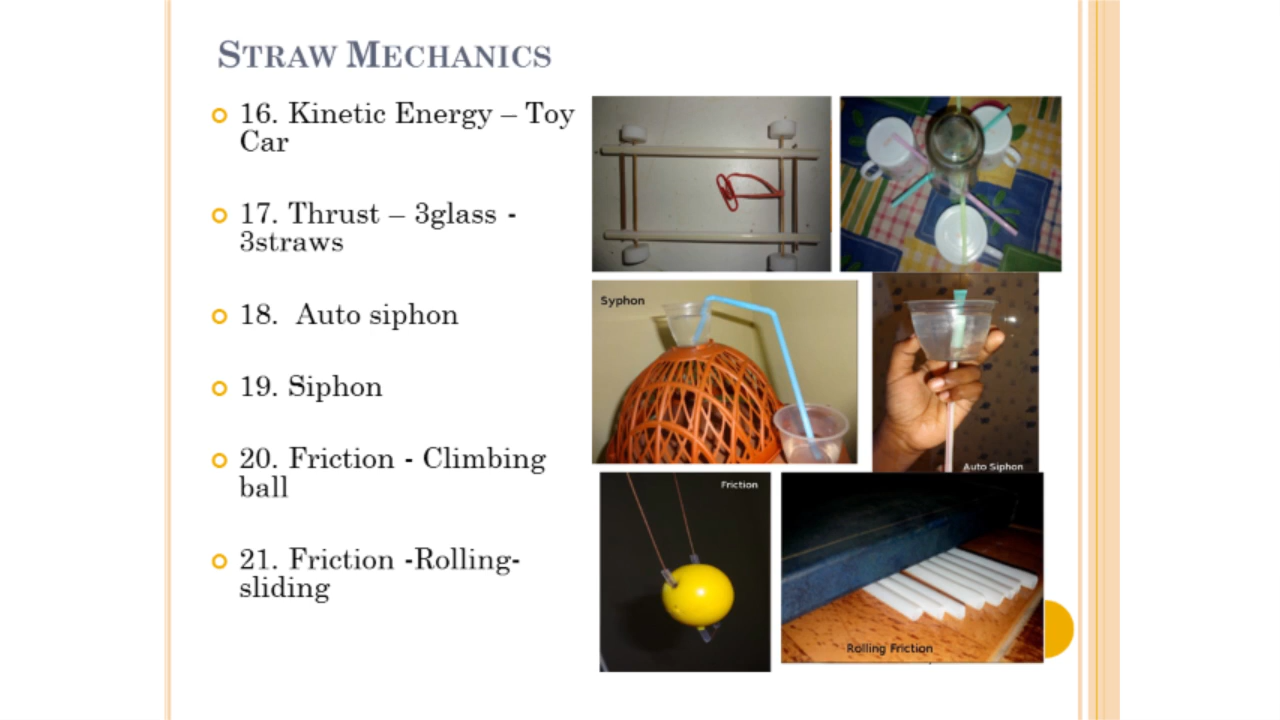 STRAW MECHANICS
16. Kinetic Energy – Toy
Car
17. Thrust – 3glass -
3straws
18. Auto siphon
19. Siphon
20. Friction - Climbing
ball
21. Friction -Rolling-
sliding
Syphon
Auto Siphon
Friction
Rolling Friction